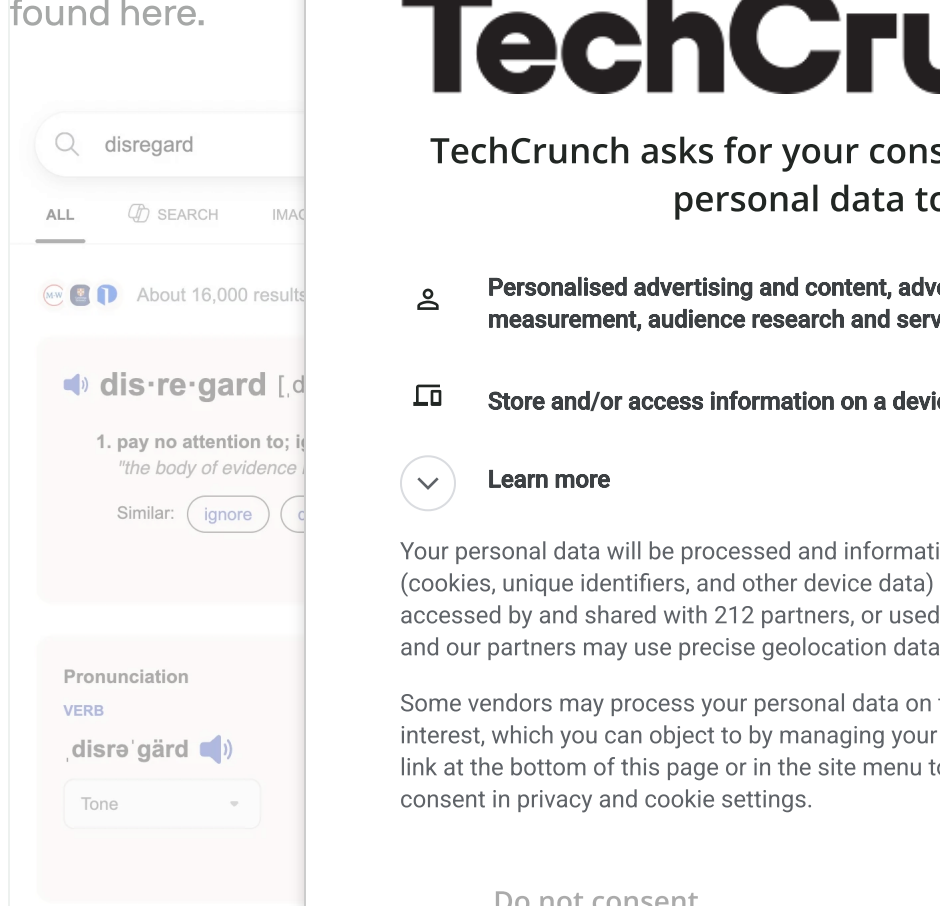 found here.
disregard
ALL SEARCH IMAG
M-W About 16,000 results
dis·re·gard [ˌd
1. pay no attention to; ig
"the body of evidence
Similar: ignore
Pronunciation
VERB
ˌdisrəˈgärd
Tone
TechCru
TechCrunch asks for your cons
personal data to
Personalised advertising and content, adve
measurement, audience research and serv
Store and/or access information on a devic
Learn more
Your personal data will be processed and informati
(cookies, unique identifiers, and other device data)
accessed by and shared with 212 partners, or used
and our partners may use precise geolocation data
Some vendors may process your personal data on
interest, which you can object to by managing your
link at the bottom of this page or in the site menu to
consent in privacy and cookie settings.
Do not consent